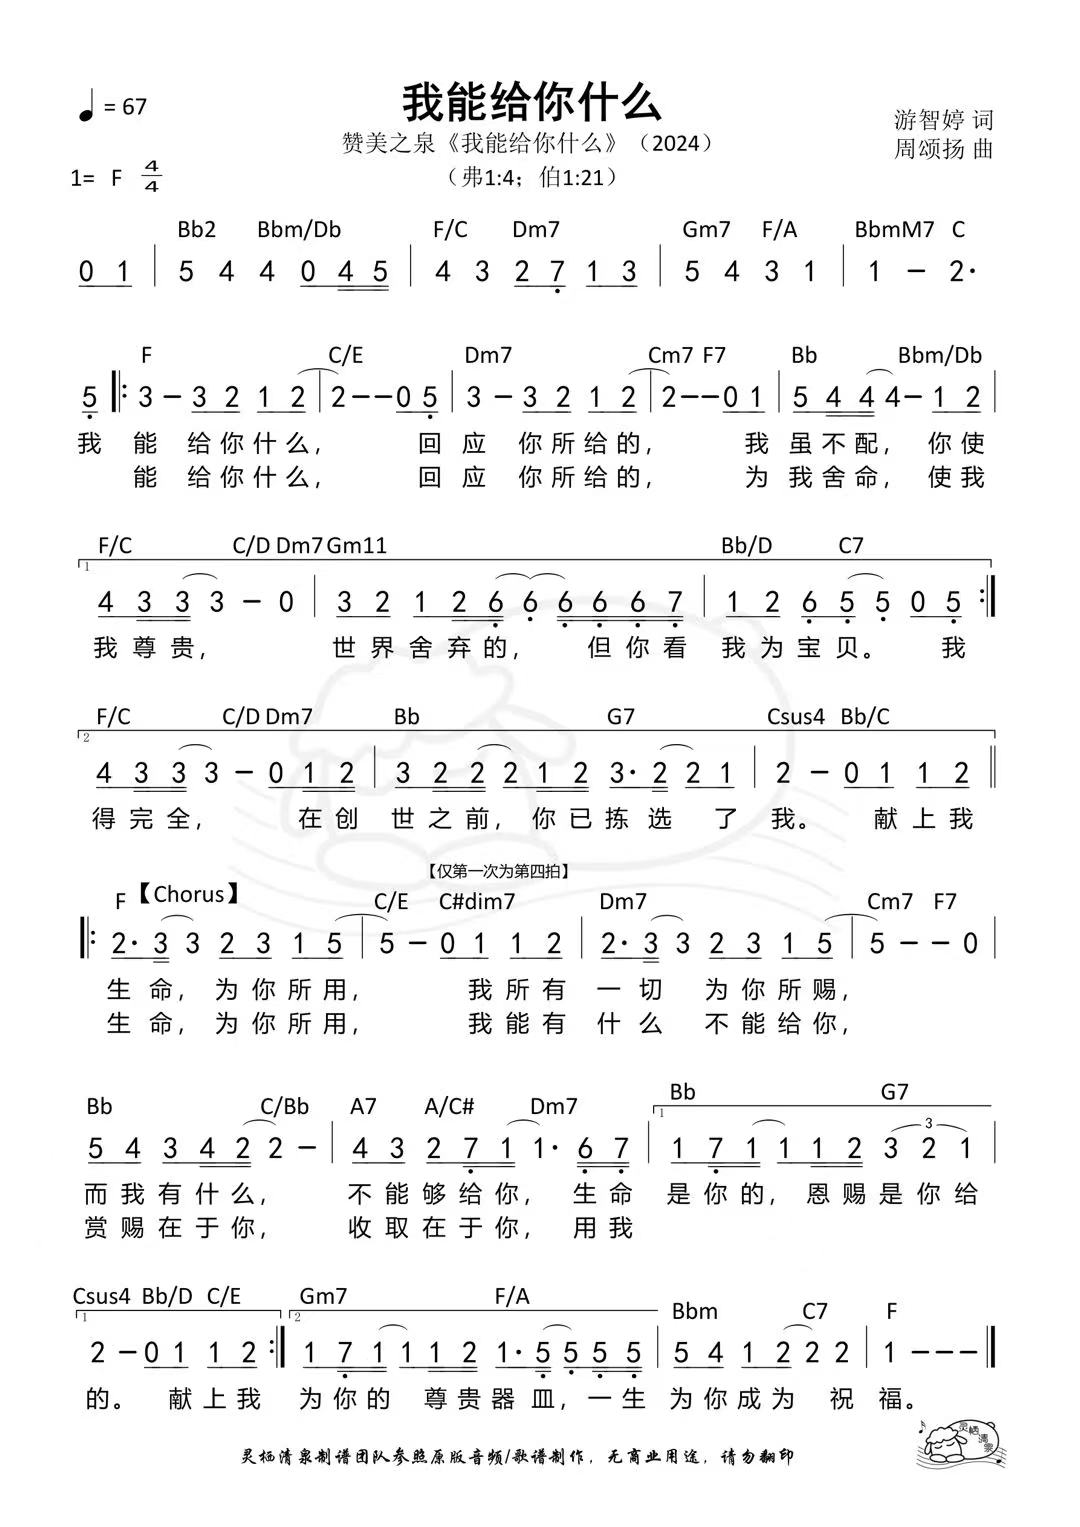 ♩= 67
我能给你什么
赞美之泉《我能给你什么》（2024）
（弗1:4；伯1:21）
游智婷 词
周颂扬 曲
1= F 4/4
Bb2 Bbm/Db F/C Dm7 Gm7 F/A BbmM7 C
0 1 | 5 4 4 0 4 5 | 4 3 2 7 1 3 | 5 4 3 1 | 1 – 2·
F C/E Dm7 Cm7 F7 Bb Bbm/Db
5 |: 3 – 3 2 1 2 | 2 – – 0 5 | 3 – 3 2 1 2 | 2 – – 0 1 | 5 4 4 4 – 1 2 |
我 能 给你什么， 回应 你所给的， 我虽不配， 你使
能 给你什么， 回应 你所给的， 为我舍命， 使我
F/C C/D Dm7 Gm11 Bb/D C7
1
4 3 3 3 – 0 | 3 2 1 2 6 6 6 6 6 7 | 1 2 6 5 5 0 5 :|
我尊贵， 世界舍弃的， 但你看 我为宝贝。 我
F/C C/D Dm7 Bb G7 Csus4 Bb/C
2
4 3 3 3 – 0 1 2 | 3 2 2 2 1 2 3· 2 2 1 | 2 – 0 1 1 2 ||
得完全， 在创 世之前，你已拣选 了 我。 献上我
【仅第一次为第四拍】
F 【Chorus】 C/E C#dim7 Dm7 Cm7 F7
|: 2· 3 3 2 3 1 5 | 5 – 0 1 1 2 | 2· 3 3 2 3 1 5 | 5 – – 0 |
生命， 为你所用， 我所有 一切 为你所赐，
生命， 为你所用， 我能有 什么 不能给你，
Bb C/Bb A7 A/C# Dm7 Bb G7
1
4 3
5 4 3 4 2 2 – | 4 3 2 7 1 1· 6 7 | 1 7 1 1 1 2 3 2 1 |
而我有什么， 不能够给你， 生命 是你的， 恩赐是你给
赏赐在于你， 收取在于你， 用我
Csus4 Bb/D C/E Gm7 F/A Bbm C7 F
1 2
2 – 0 1 1 2 :| 1 7 1 1 1 2 1· 5 5 5 5 | 5 4 1 2 2 2 | 1 – – – |
的。 献上我 为你的 尊贵器皿，一生 为你成为 祝 福。
灵栖清泉制谱团队参照原版音频/歌谱制作，无商业用途，请勿翻印
灵栖清泉